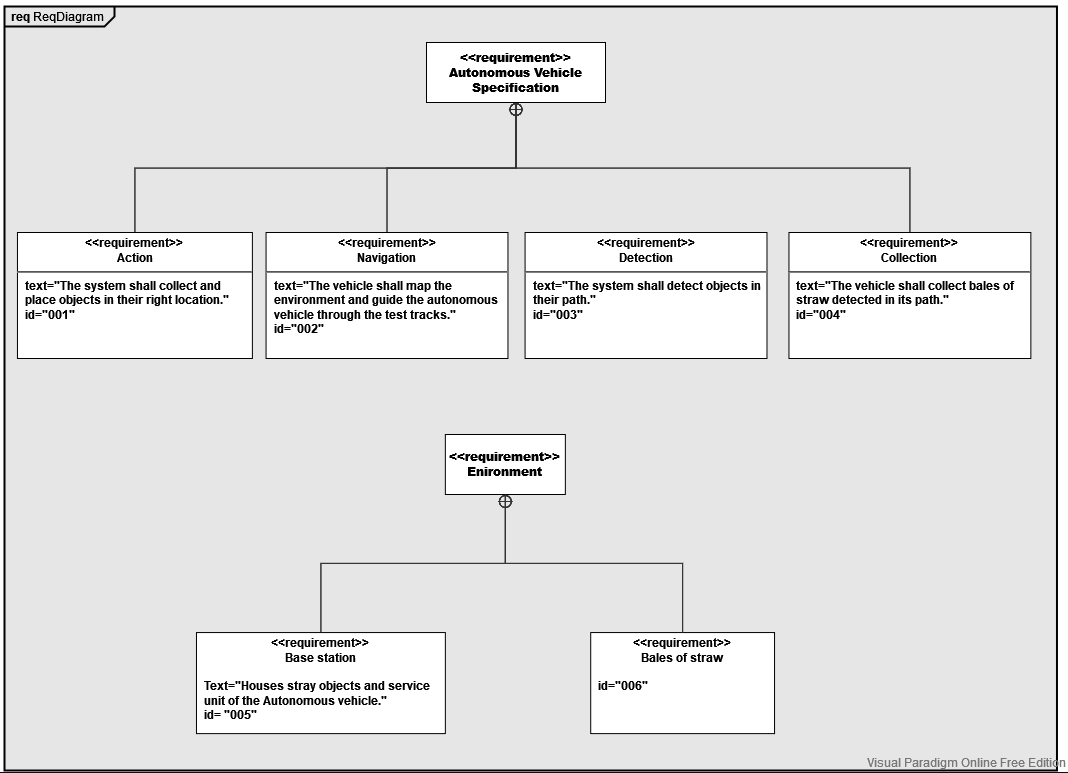 req ReqDiagram
<<requirement>>
Autonomous Vehicle
Specification
<<requirement>>
Action
text="The system shall collect and
place objects in their right location."
id="001"
<<requirement>>
Navigation
text="The vehicle shall map the
environment and guide the autonomous
vehicle through the test tracks."
id="002"
<<requirement>>
Detection
text="The system shall detect objects in
their path."
id="003"
<<requirement>>
Collection
text="The vehicle shall collect bales of
straw detected in its path."
id="004"
<<requirement>>
Enironment
<<requirement>>
Base station
Text="Houses stray objects and service
unit of the Autonomous vehicle."
id= "005"
<<requirement>>
Bales of straw
id="006"
Visual Paradigm Online Free Edition